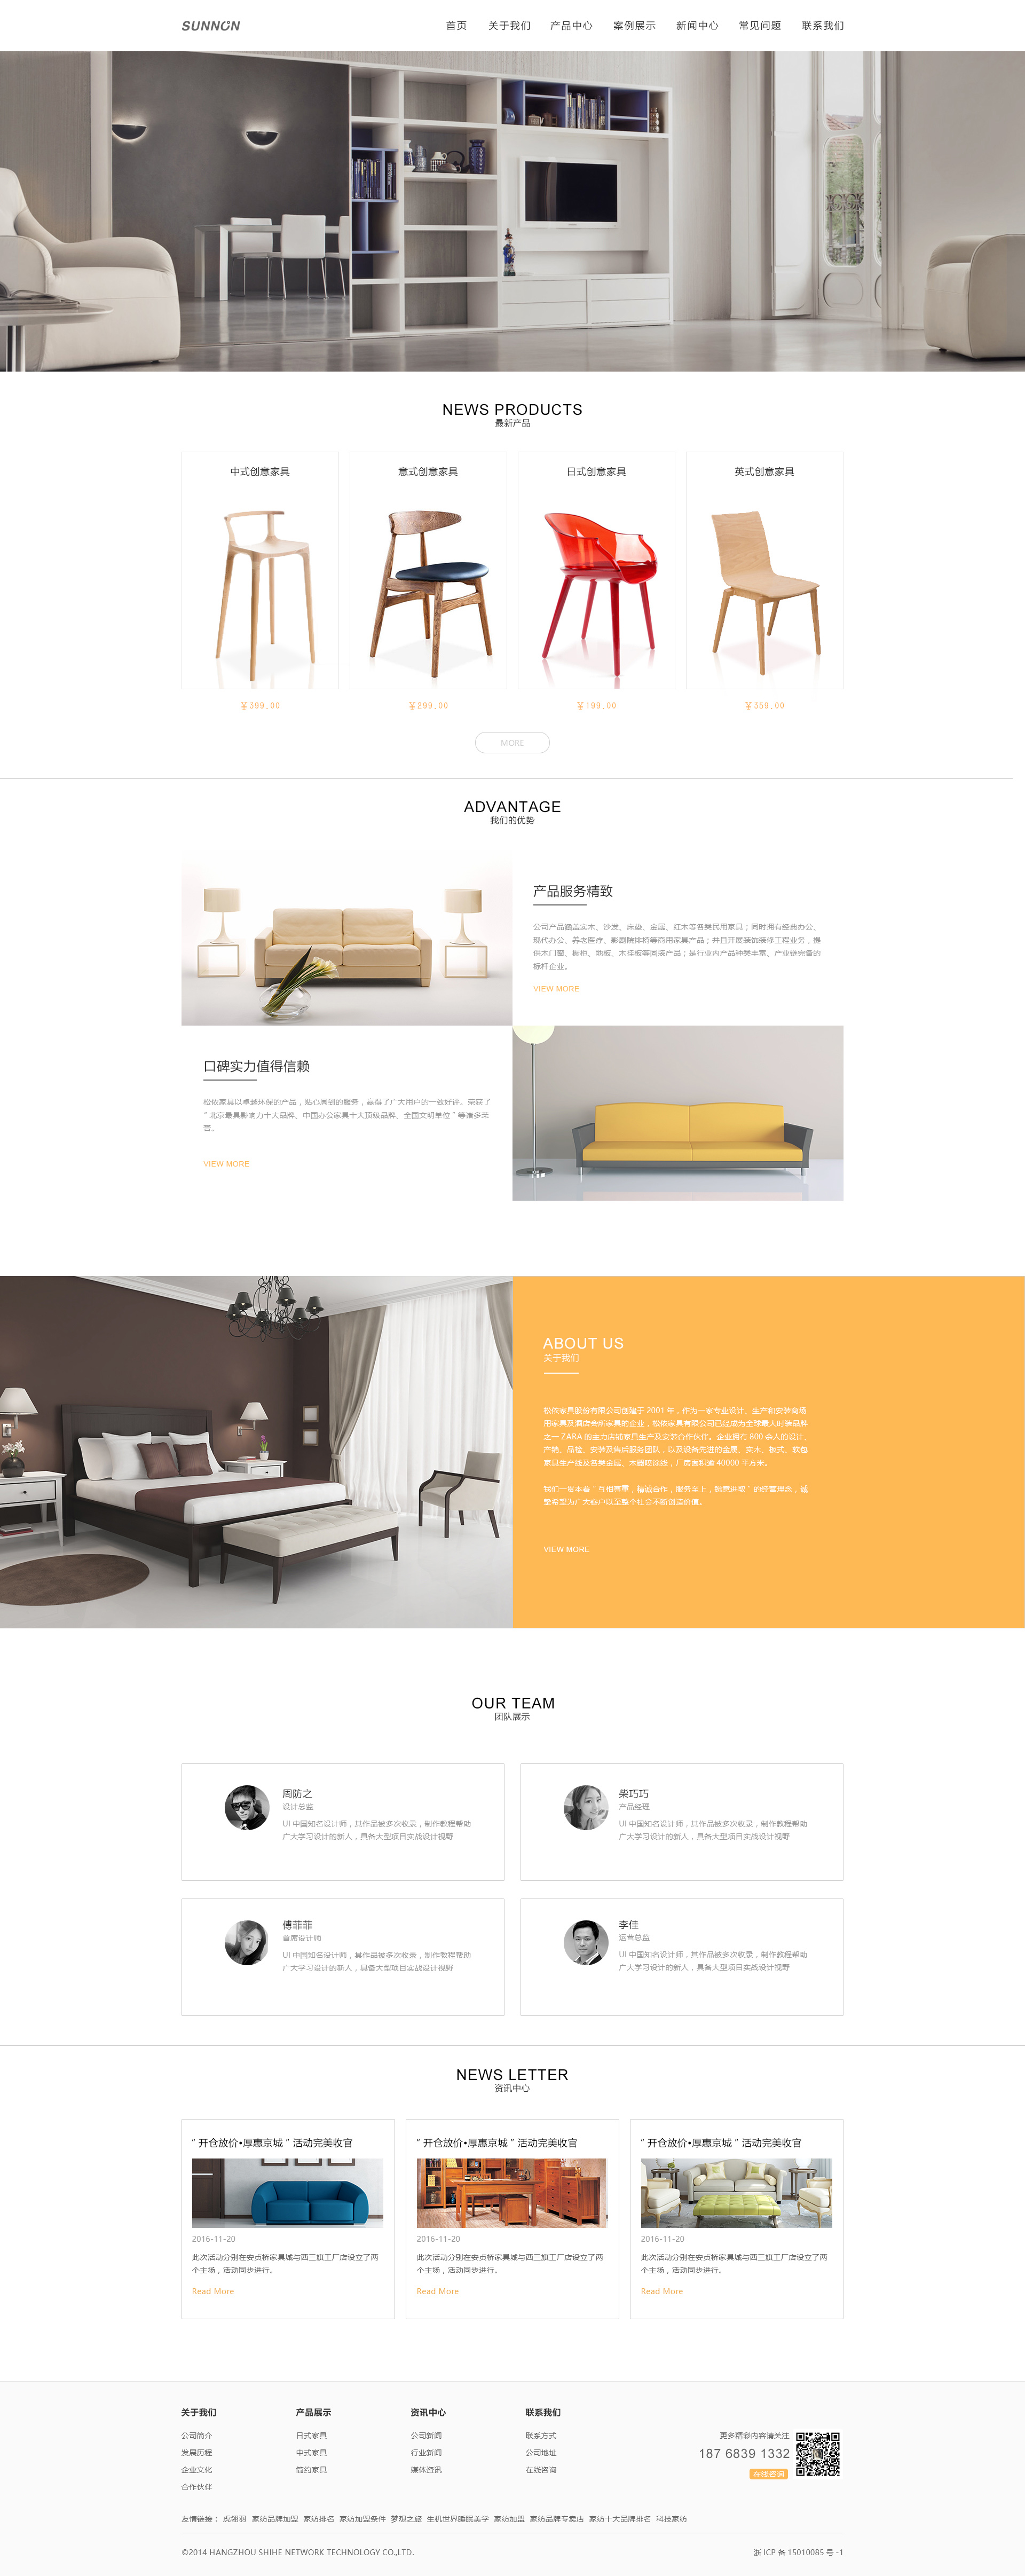 SUNNON
首页 关于我们 产品中心 案例展示 新闻中心 常见问题 联系我们
NEWS PRODUCTS
最新产品
中式创意家具
意式创意家具
日式创意家具
英式创意家具
¥399.00
¥299.00
¥199.00
¥359.00
MORE
ADVANTAGE
我们的优势
产品服务精致
公司产品涵盖实木、沙发、床垫、金属、红木等各类民用家具；同时拥有经典办公、
现代办公、养老医疗、影剧院排椅等商用家具产品；并且开展装饰装修工程业务，提
供木门窗、橱柜、地板、木挂板等固装产品；是行业内产品种类丰富、产业链完备的
标杆企业。
VIEW MORE
口碑实力值得信赖
松依家具以卓越环保的产品，贴心周到的服务，赢得了广大用户的一致好评。荣获了
“北京最具影响力十大品牌、中国办公家具十大顶级品牌、全国文明单位”等诸多荣
誉。
VIEW MORE
ABOUT US
关于我们
松依家具股份有限公司创建于 2001 年，作为一家专业设计、生产和安装商场
用家具及酒店会所家具的企业，松依家具有限公司已经成为全球最大时装品牌
之一 ZARA 的主力店铺家具生产及安装合作伙伴。企业拥有 800 余人的设计、
产销、品检、安装及售后服务团队，以及设备先进的金属、实木、板式、软包
家具生产线及各类金属、木器喷涂线，厂房面积逾 40000 平方米。
我们一贯本着“互相尊重，精诚合作，服务至上，锐意进取”的经营理念，诚
挚希望为广大客户以至整个社会不断创造价值。
VIEW MORE
OUR TEAM
团队展示
周防之
设计总监
UI 中国知名设计师，其作品被多次收录，制作教程帮助
广大学习设计的新人，具备大型项目实战设计视野
柴巧巧
产品经理
UI 中国知名设计师，其作品被多次收录，制作教程帮助
广大学习设计的新人，具备大型项目实战设计视野
傅菲菲
首席设计师
UI 中国知名设计师，其作品被多次收录，制作教程帮助
广大学习设计的新人，具备大型项目实战设计视野
李佳
运营总监
UI 中国知名设计师，其作品被多次收录，制作教程帮助
广大学习设计的新人，具备大型项目实战设计视野
NEWS LETTER
资讯中心
“开仓放价•厚惠京城”活动完美收官
2016-11-20
此次活动分别在安贞桥家具城与西三旗工厂店设立了两
个主场，活动同步进行。
Read More
“开仓放价•厚惠京城”活动完美收官
2016-11-20
此次活动分别在安贞桥家具城与西三旗工厂店设立了两
个主场，活动同步进行。
Read More
“开仓放价•厚惠京城”活动完美收官
2016-11-20
此次活动分别在安贞桥家具城与西三旗工厂店设立了两
个主场，活动同步进行。
Read More
关于我们
公司简介
发展历程
企业文化
合作伙伴
产品展示
日式家具
中式家具
简约家具
资讯中心
公司新闻
行业新闻
媒体资讯
联系我们
联系方式
公司地址
在线咨询
更多精彩内容请关注
187 6839 1332
在线咨询
友情链接： 虎翎羽 家纺品牌加盟 家纺排名 家纺加盟条件 梦想之旅 生机世界睡眠美学 家纺加盟 家纺品牌专卖店 家纺十大品牌排名 科技家纺
©2014 HANGZHOU SHIHE NETWORK TECHNOLOGY CO.,LTD.
浙 ICP 备 15010085 号 -1